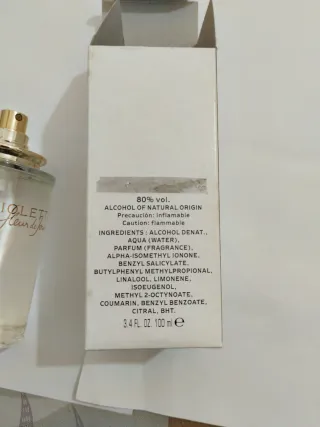 80% vol.
ALCOHOL OF NATURAL ORIGIN
Precaución: Inflamable
Caution: flammable
INGREDIENTS: ALCOHOL DENAT.,
AQUA (WATER),
PARFUM (FRAGRANCE),
ALPHA-ISOMETHYL IONONE,
BENZYL SALICYLATE,
BUTYLPHENYL METHYLPROPIONAL,
LINALOOL, LIMONENE,
ISOEUGENOL,
METHYL 2-OCTYNOATE,
COUMARIN, BENZYL BENZOATE,
CITRAL, BHT.
3.4 FL. OZ. 100 ml ℮